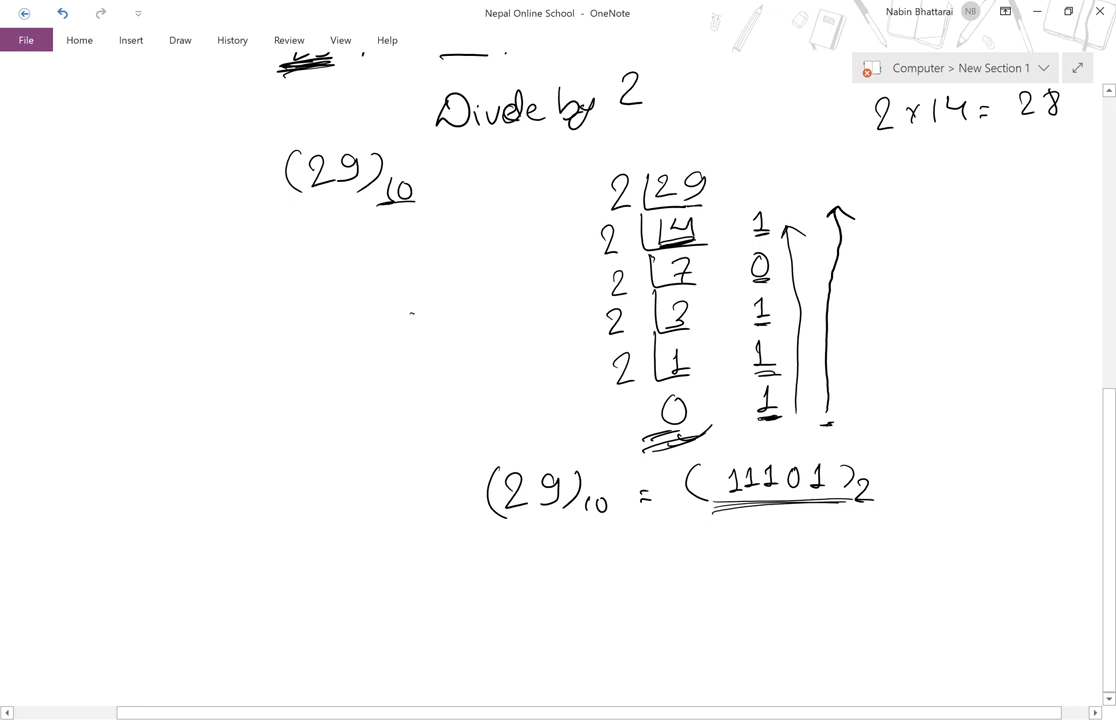 Nepal Online School - OneNote
Nabin Bhattarai NB
File Home Insert Draw History Review View Help
Computer > New Section 1
Divide by 2
2 × 14 = 28
(29)10
2 29
2 14 1
2 7 0
2 3 1
2 1 1
0 1
(29)10 = (11101)2